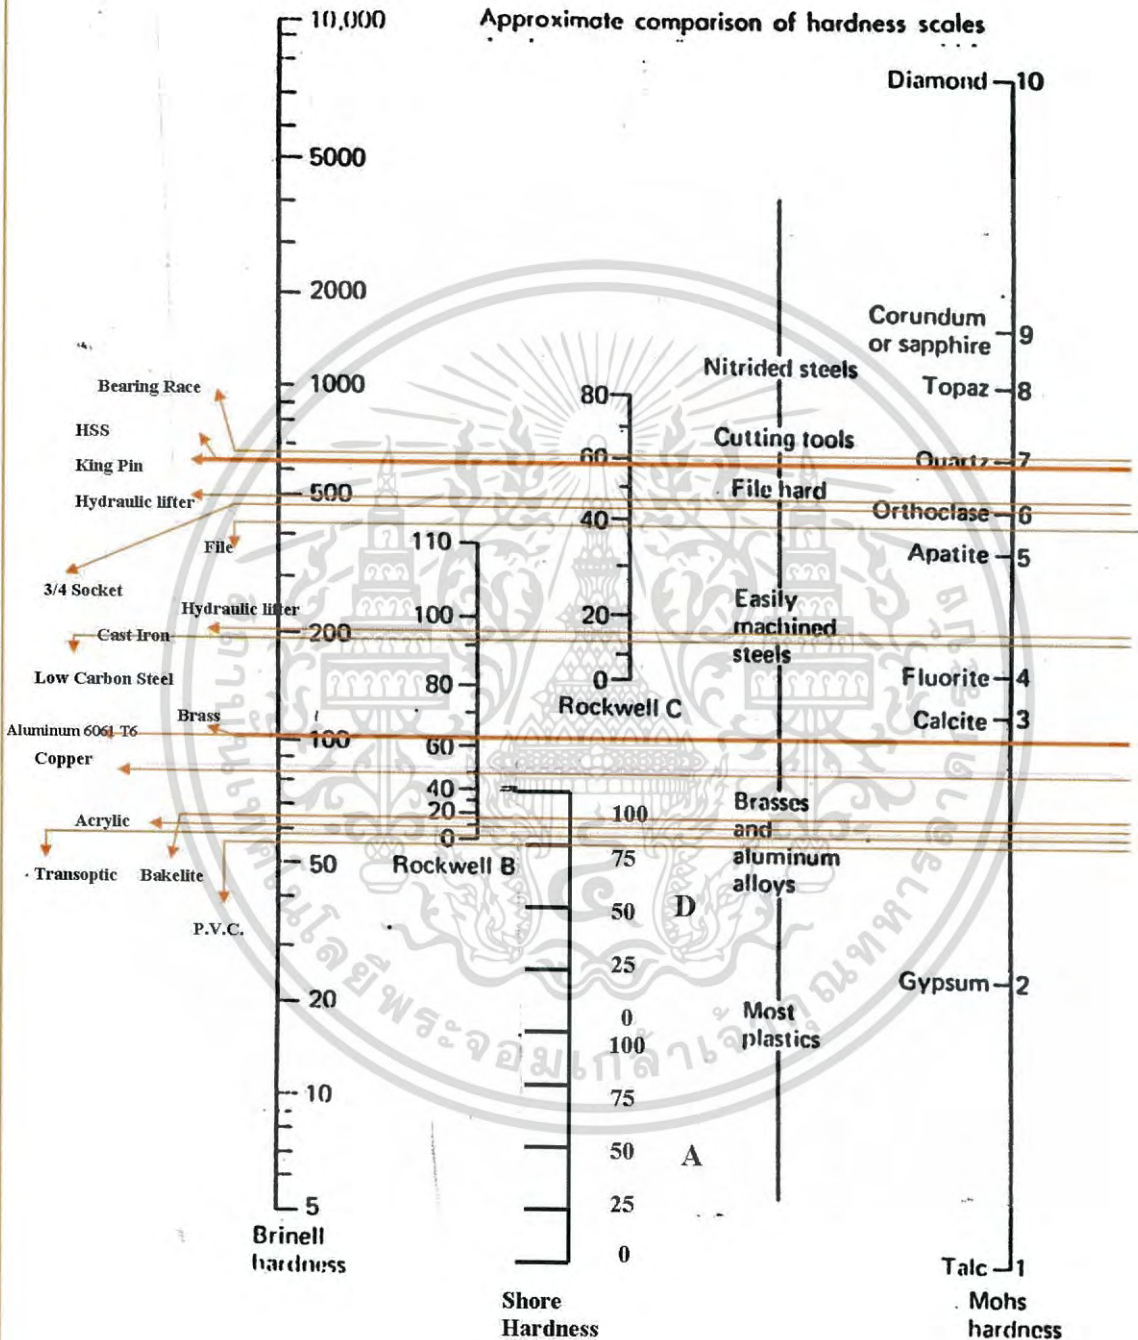 Approximate comparison of hardness scales
10,000
5000
2000
1000
500
200
100
50
20
10
5
Brinell
hardness
Bearing Race
HSS
King Pin
Hydraulic lifter
File
3/4 Socket
Hydraulic lifter
Cast Iron
Low Carbon Steel
Brass
Aluminum 6061-T6
Copper
Acrylic
Transoptic
Bakelite
P.V.C.
110
100
80
60
40
20
0
Rockwell B
80
60
40
20
0
Rockwell C
100
75
50
25
0
D
100
75
50
25
0
A
Shore
Hardness
Nitrided steels
Cutting tools
File hard
Easily
machined
steels
Brasses
and
aluminum
alloys
Most
plastics
Diamond 10
Corundum
or sapphire 9
Topaz 8
Quartz 7
Orthoclase 6
Apatite 5
Fluorite 4
Calcite 3
Gypsum 2
Talc 1
Mohs
hardness